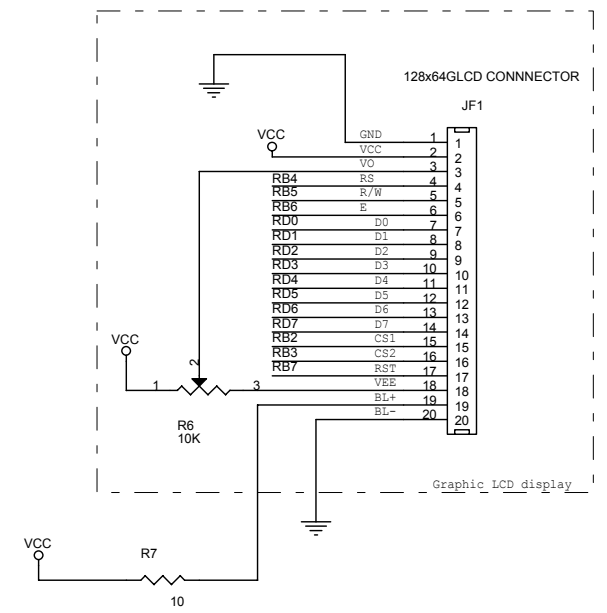 128x64GLCD CONNNECTOR
JF1
VCC
GND 1 1
VCC 2 2
VO 3 3
RB4 RS 4 4
RB5 R/W 5 5
RB6 E 6 6
RD0 D0 7 7
RD1 D1 8 8
RD2 D2 9 9
RD3 D3 10 10
RD4 D4 11 11
RD5 D5 12 12
RD6 D6 13 13
RD7 D7 14 14
RB2 CS1 15 15
RB3 CS2 16 16
RB7 RST 17 17
VEE 18 18
BL+ 19 19
BL- 20 20
VCC
2
1 3
R6
10K
Graphic LCD display
VCC
R7
10